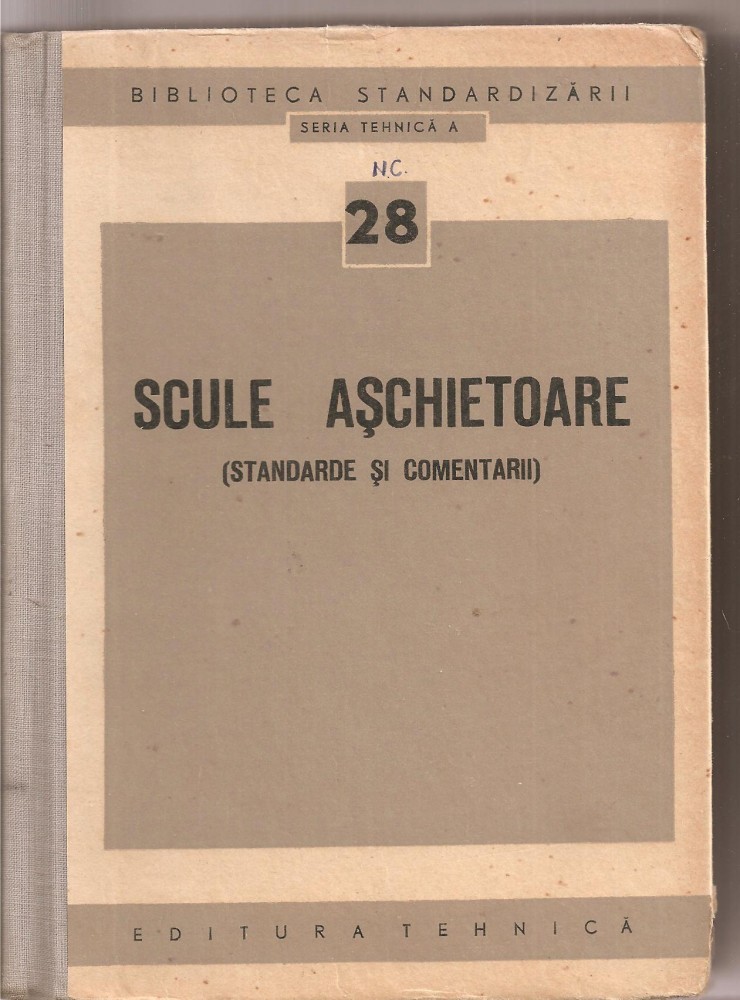 BIBLIOTECA STANDARDIZĂRII
SERIA TEHNICĂ A
N.C.
28
SCULE AŞCHIETOARE
(STANDARDE ŞI COMENTARII)
EDITURA TEHNICĂ